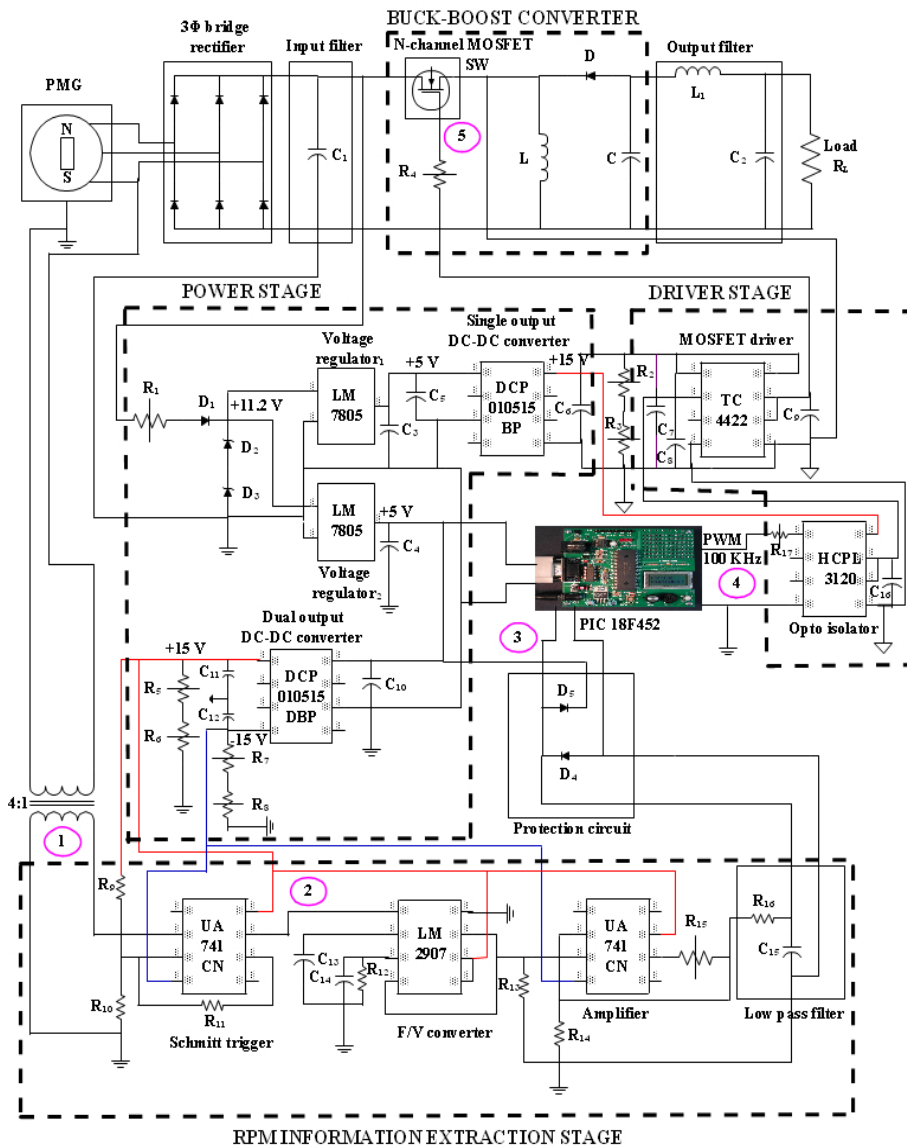 BUCK-BOOST CONVERTER
3Φ bridge
rectifier
Input filter
N-channel MOSFET
SW
D
Output filter
PMG
N
S
C1
5
R4
L
C
L1
C2
Load
RL
POWER STAGE
DRIVER STAGE
Single output
DC-DC converter
MOSFET driver
Voltage
regulator1
+5 V
+15 V
R1
D1
+11.2 V
LM
7805
C5
DCP
010515
BP
R2
TC
4422
C3
C6
C7
C9
D2
R3
C8
D3
LM
7805
+5 V
C4
Voltage
regulator2
PWM
100 KHz
R17
HCPL
3120
4
C16
PIC 18F452
Opto isolator
3
Dual output
DC-DC converter
+15 V
C11
DCP
010515
DBP
C10
R5
C12
D5
R6
-15 V
R7
D4
R8
4:1
Protection circuit
1
2
R9
UA
741
CN
LM
2907
UA
741
CN
R15
R16
C15
C13
C14
R12
R13
R10
R11
Amplifier
Low pass filter
Schmitt trigger
F/V converter
R14
RPM INFORMATION EXTRACTION STAGE